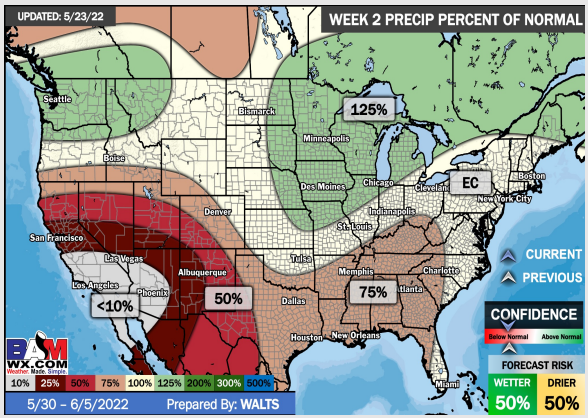 UPDATED: 5/23/22
WEEK 2 PRECIP PERCENT OF NORMAL
Seattle
Bismarck
125%
Minneapolis
Boise
Boston
Des Moines
Chicago
Cleveland
EC
New York City
Denver
Indianapolis
St. Louis
San Francisco
Las Vegas
Tulsa
CURRENT
Albuquerque
Memphis
Charlotte
PREVIOUS
Los Angeles
Phoenix
<10%
50%
Dallas
75%
Atlanta
CONFIDENCE
Below Normal
Above Normal
Houston
New Orleans
BAM
WX.COM
Weather. Made. Simple.
Miami
FORECAST RISK
WETTER
50%
DRIER
50%
10% 25% 50% 75% 100% 125% 200% 300% 500%
5/30 – 6/5/2022
Prepared By: WALTS